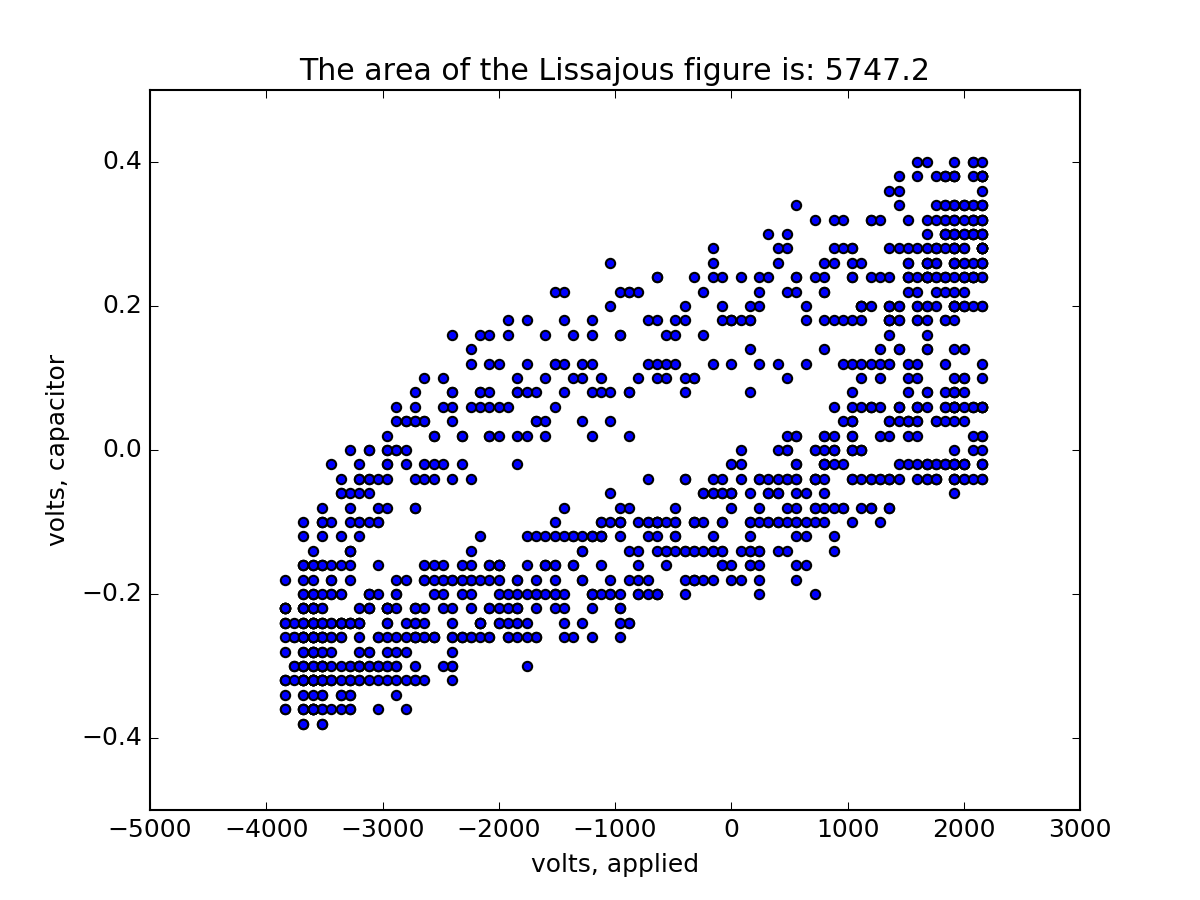 The area of the Lissajous figure is: 5747.2
0.4
0.2
0.0
−0.2
−0.4
volts, capacitor
−5000 −4000 −3000 −2000 −1000 0 1000 2000 3000
volts, applied